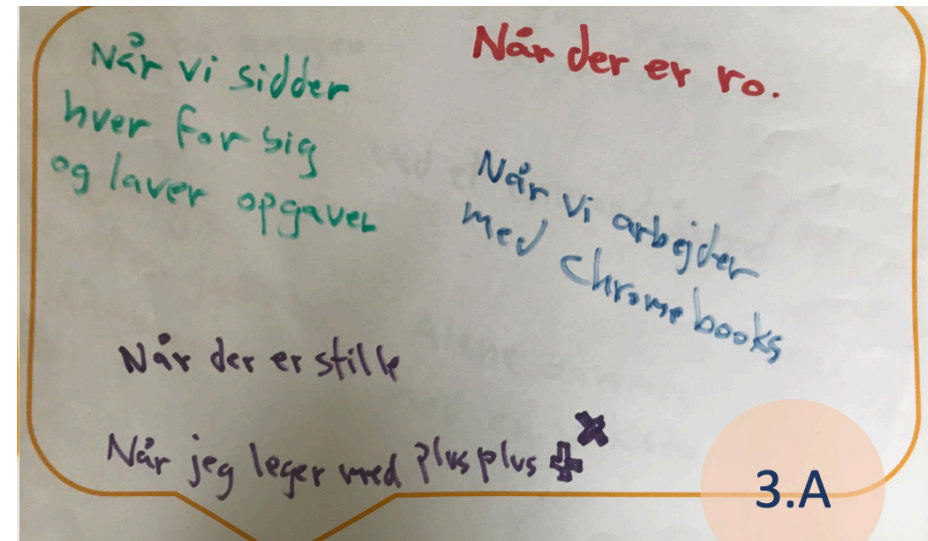 Når vi sidder
hver for sig
og laver opgaver
Når der er ro.
Når vi arbejder
med Chromebooks
Når der er stille
Når jeg leger med plusplus
3.A